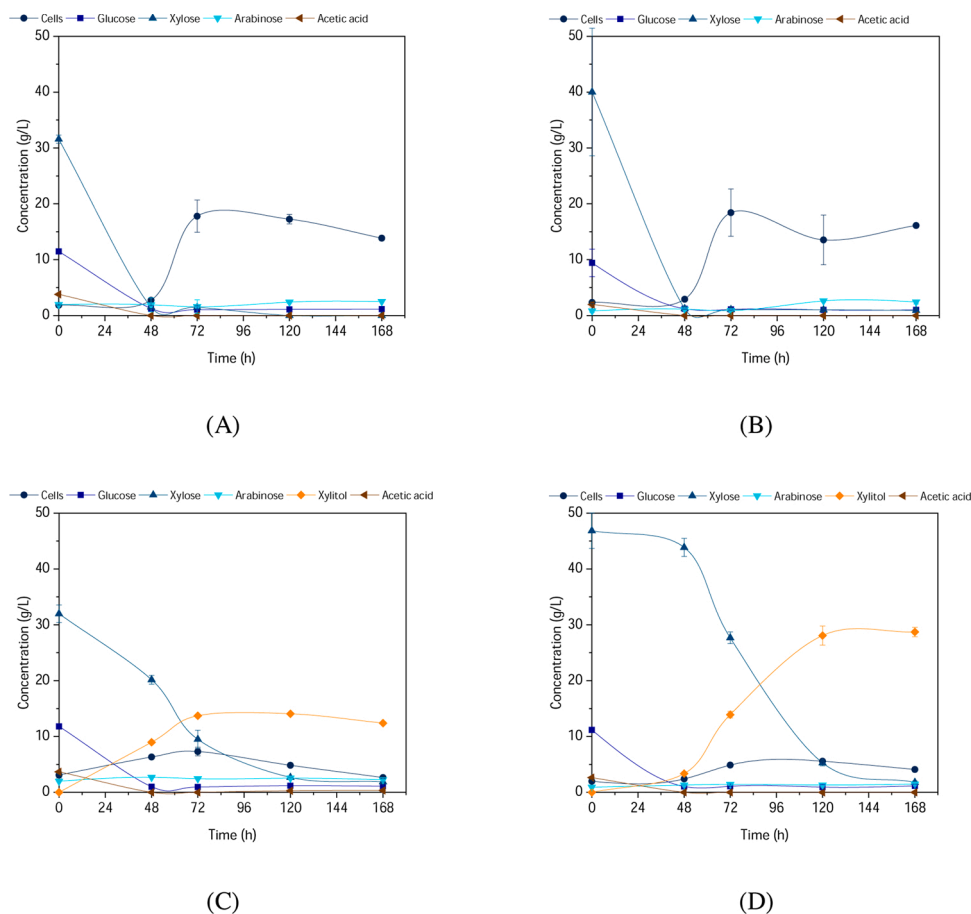 Cells Glucose Xylose Arabinose Acetic acid
50
40
30
20
10
0
Concentration (g/L)
0 24 48 72 96 120 144 168
Time (h)
(A)
Cells Glucose Xylose Arabinose Acetic acid
50
40
30
20
10
0
Concentration (g/L)
0 24 48 72 96 120 144 168
Time (h)
(B)
Cells Glucose Xylose Arabinose Xylitol Acetic acid
50
40
30
20
10
0
Concentration (g/L)
0 24 48 72 96 120 144 168
Time (h)
(C)
Cells Glucose Xylose Arabinose Xylitol Acetic acid
50
40
30
20
10
0
Concentration (g/L)
0 24 48 72 96 120 144 168
Time (h)
(D)